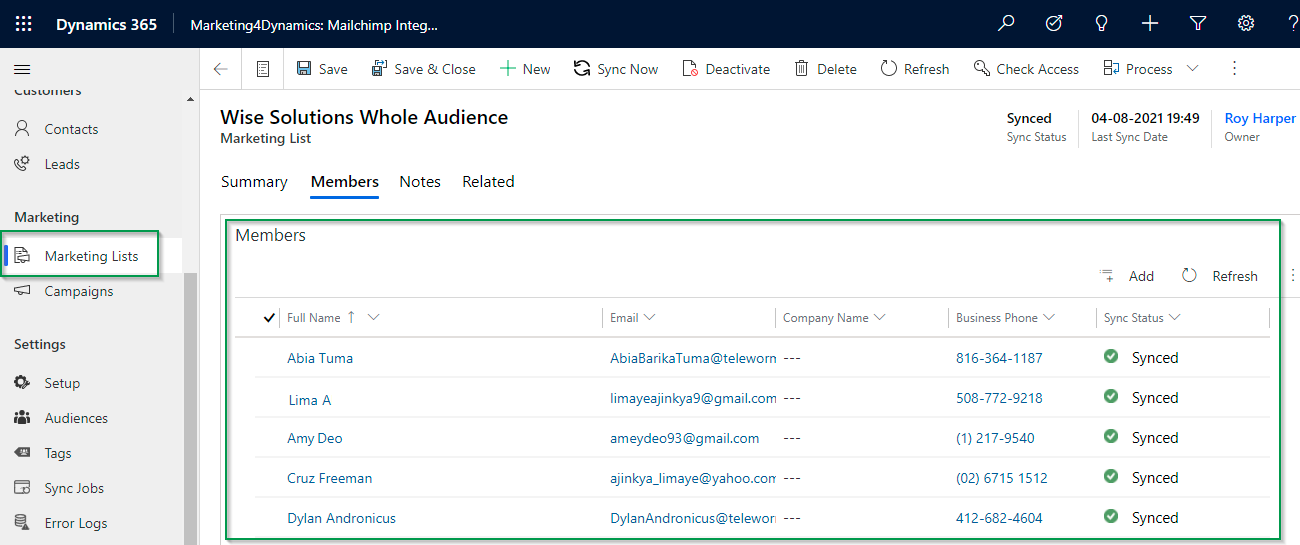 Dynamics 365 Marketing4Dynamics: Mailchimp Integ... ?
Customers
Contacts
Leads
Marketing
Marketing Lists
Campaigns
Settings
Setup
Audiences
Tags
Sync Jobs
Error Logs
Save Save & Close New Sync Now Deactivate Delete Refresh Check Access Process
Wise Solutions Whole Audience
Marketing List
Synced 04-08-2021 19:49 Roy Harper
Sync Status Last Sync Date Owner
Summary Members Notes Related
Members
Add Refresh
Full Name Email Company Name Business Phone Sync Status
Abia Tuma AbiaBarikaTuma@teleworm --- 816-364-1187 Synced
Lima A limayeajinkya9@gmail.com --- 508-772-9218 Synced
Amy Deo ameydeo93@gmail.com --- (1) 217-9540 Synced
Cruz Freeman ajinkya_limaye@yahoo.com --- (02) 6715 1512 Synced
Dylan Andronicus DylanAndronicus@teleworm --- 412-682-4604 Synced